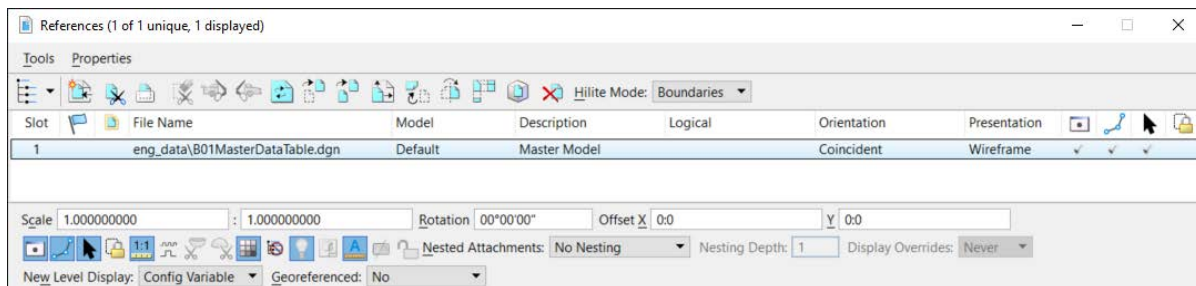 References (1 of 1 unique, 1 displayed)
Tools Properties
Hilite Mode: Boundaries
Slot File Name Model Description Logical Orientation Presentation
1 eng_data\B01MasterDataTable.dgn Default Master Model Coincident Wireframe
Scale 1.000000000 : 1.000000000 Rotation 00°00'00" Offset X 0:0 Y 0:0
1:1 A Nested Attachments: No Nesting Nesting Depth: 1 Display Overrides: Never
New Level Display: Config Variable Georeferenced: No